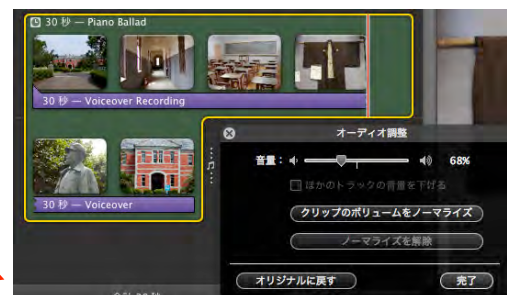 30 秒 — Piano Ballad
30 秒 — Voiceover Recording
30 秒 — Voiceover
オーディオ調整
音量： 68%
ほかのトラックの音量を下げる
クリップのボリュームをノーマライズ
ノーマライズを解除
オリジナルに戻す
完了